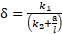 δ = k₁ / (k₂ + a/l)